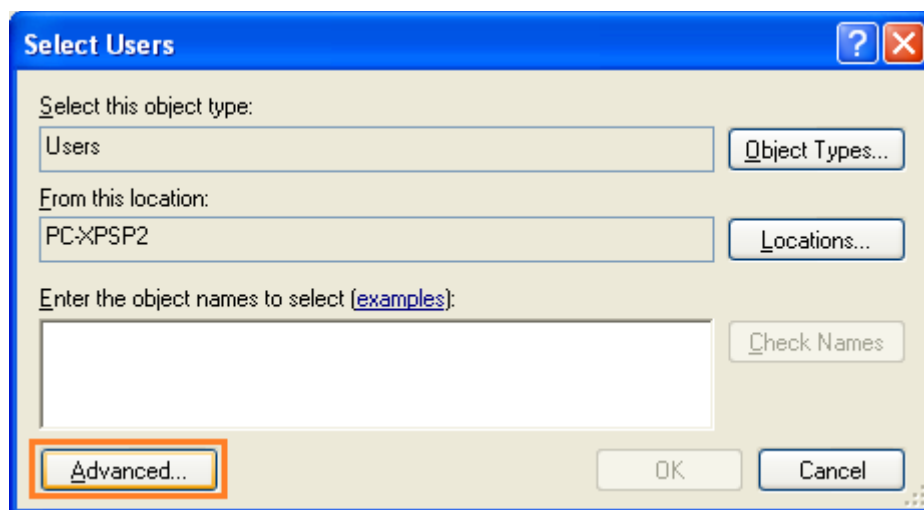 Select Users
Select this object type:
Users
Object Types...
From this location:
PC-XPSP2
Locations...
Enter the object names to select (examples):
Check Names
Advanced...
OK
Cancel